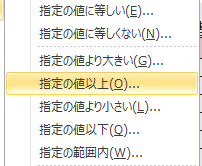 指定の値に等しい(E)...
指定の値に等しくない(N)...
指定の値より大きい(G)...
指定の値以上(O)...
指定の値より小さい(L)...
指定の値以下(Q)...
指定の範囲内(W)...